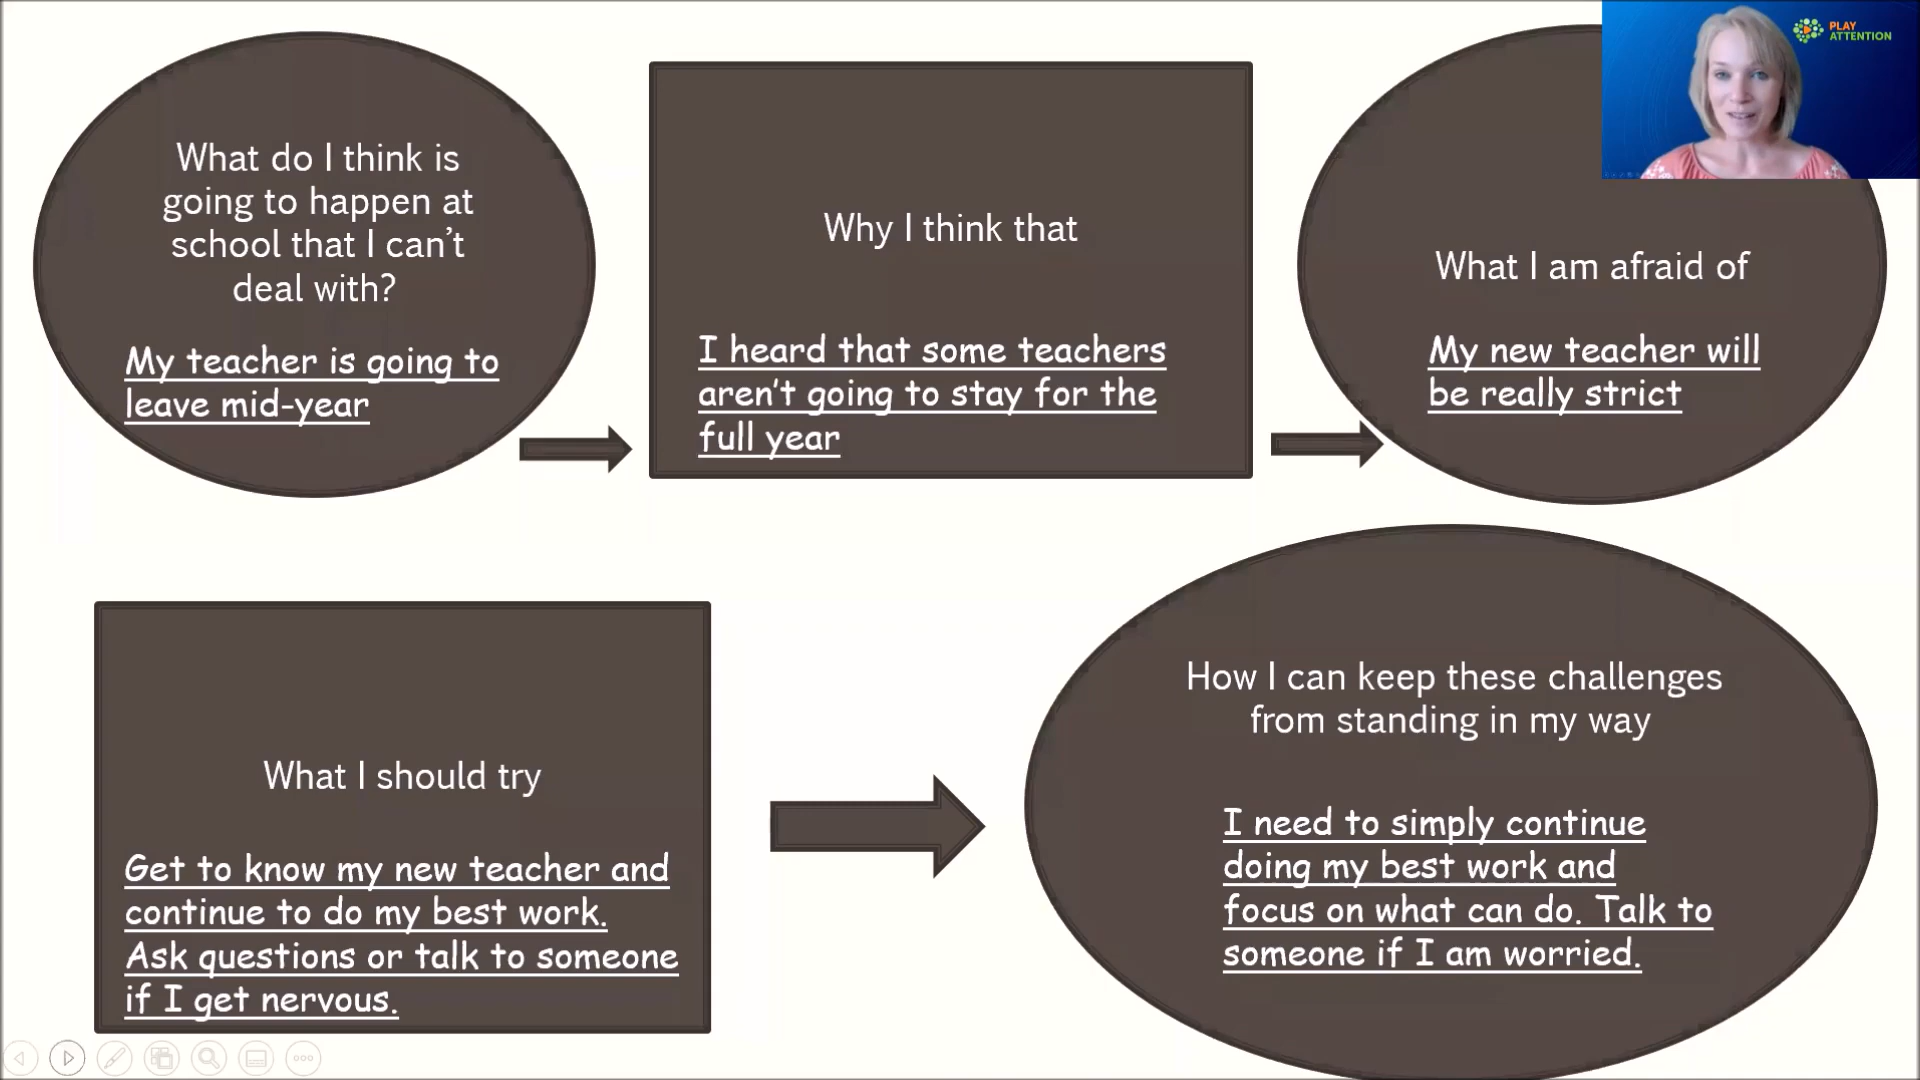 What do I think is
going to happen at
school that I can’t
deal with?
My teacher is going to
leave mid-year
Why I think that
I heard that some teachers
aren’t going to stay for the
full year
What I am afraid of
My new teacher will
be really strict
PLAY
ATTENTION
What I should try
Get to know my new teacher and
continue to do my best work.
Ask questions or talk to someone
if I get nervous.
How I can keep these challenges
from standing in my way
I need to simply continue
doing my best work and
focus on what can do. Talk to
someone if I am worried.